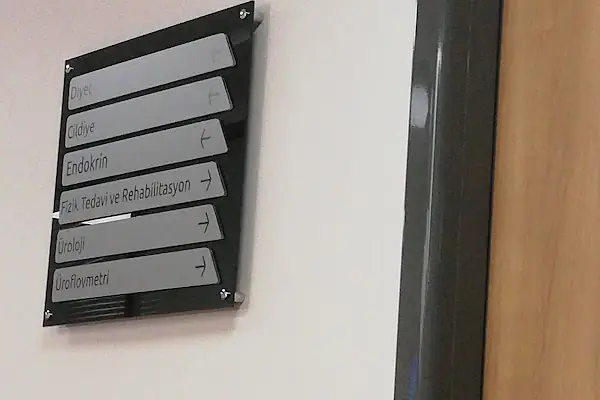 Diyet ←
Cildiye ←
Endokrin ←
Fizik Tedavi ve Rehabilitasyon →
Üroloji →
Üroflovmetri →